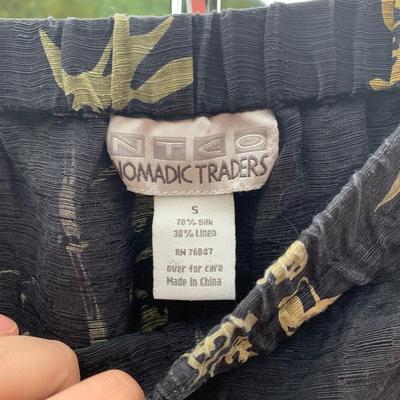 NTCO
NOMADIC TRADERS
S
70% Silk
30% Linen
RN 76847
over for care
Made in China